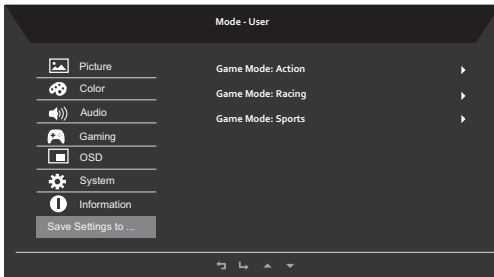 Mode - User
Picture
Color
Audio
Gaming
OSD
System
Information
Save Settings to ...
Game Mode: Action
Game Mode: Racing
Game Mode: Sports